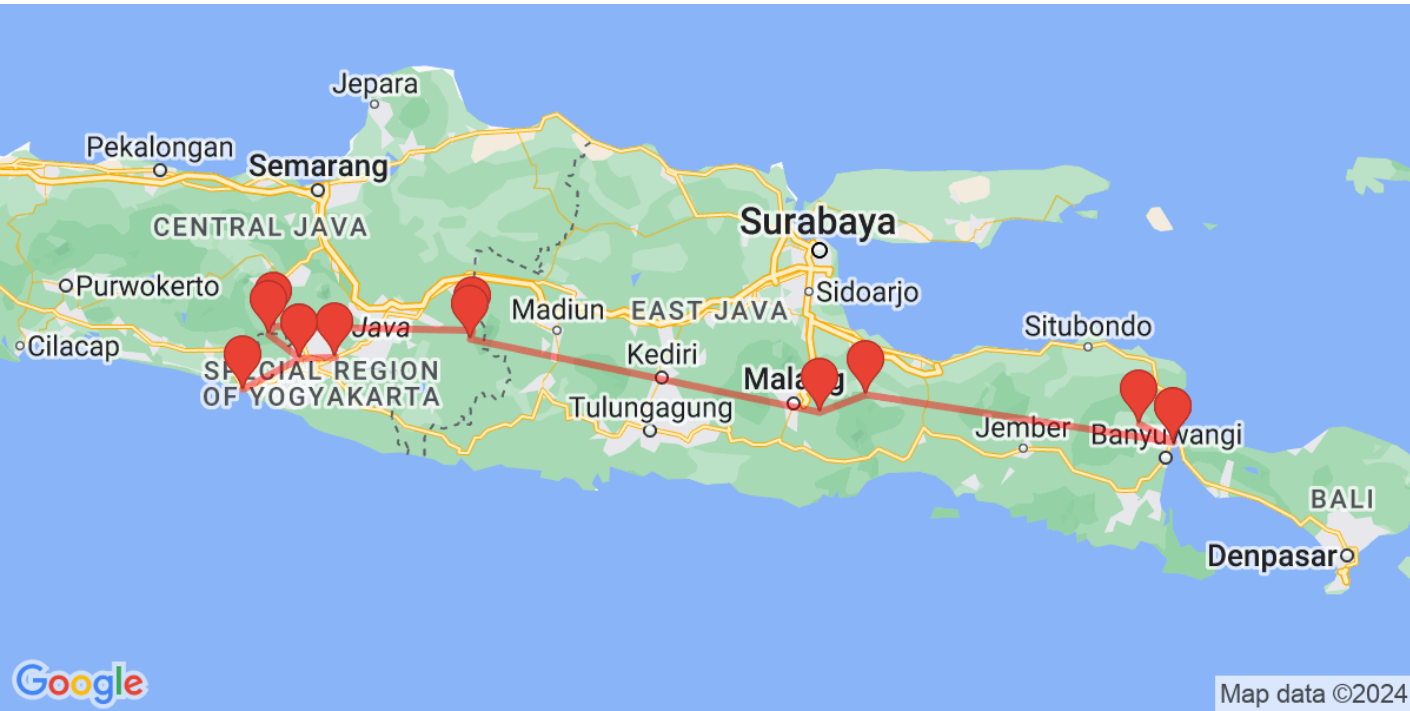 Jepara
Pekalongan
Semarang
CENTRAL JAVA
Surabaya
Purwokerto
Sidoarjo
Madiun
EAST JAVA
Java
Situbondo
Cilacap
Kediri
SPECIAL REGION
OF YOGYAKARTA
Malang
Tulungagung
Jember
Banyuwangi
BALI
Denpasar
Google
Map data ©2024